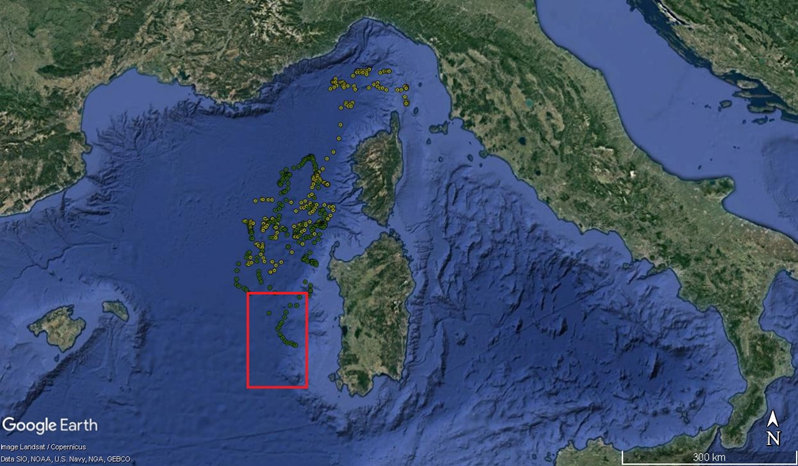 Google Earth
Image Landsat / Copernicus
Data SIO, NOAA, U.S. Navy, NGA, GEBCO
N
300 km